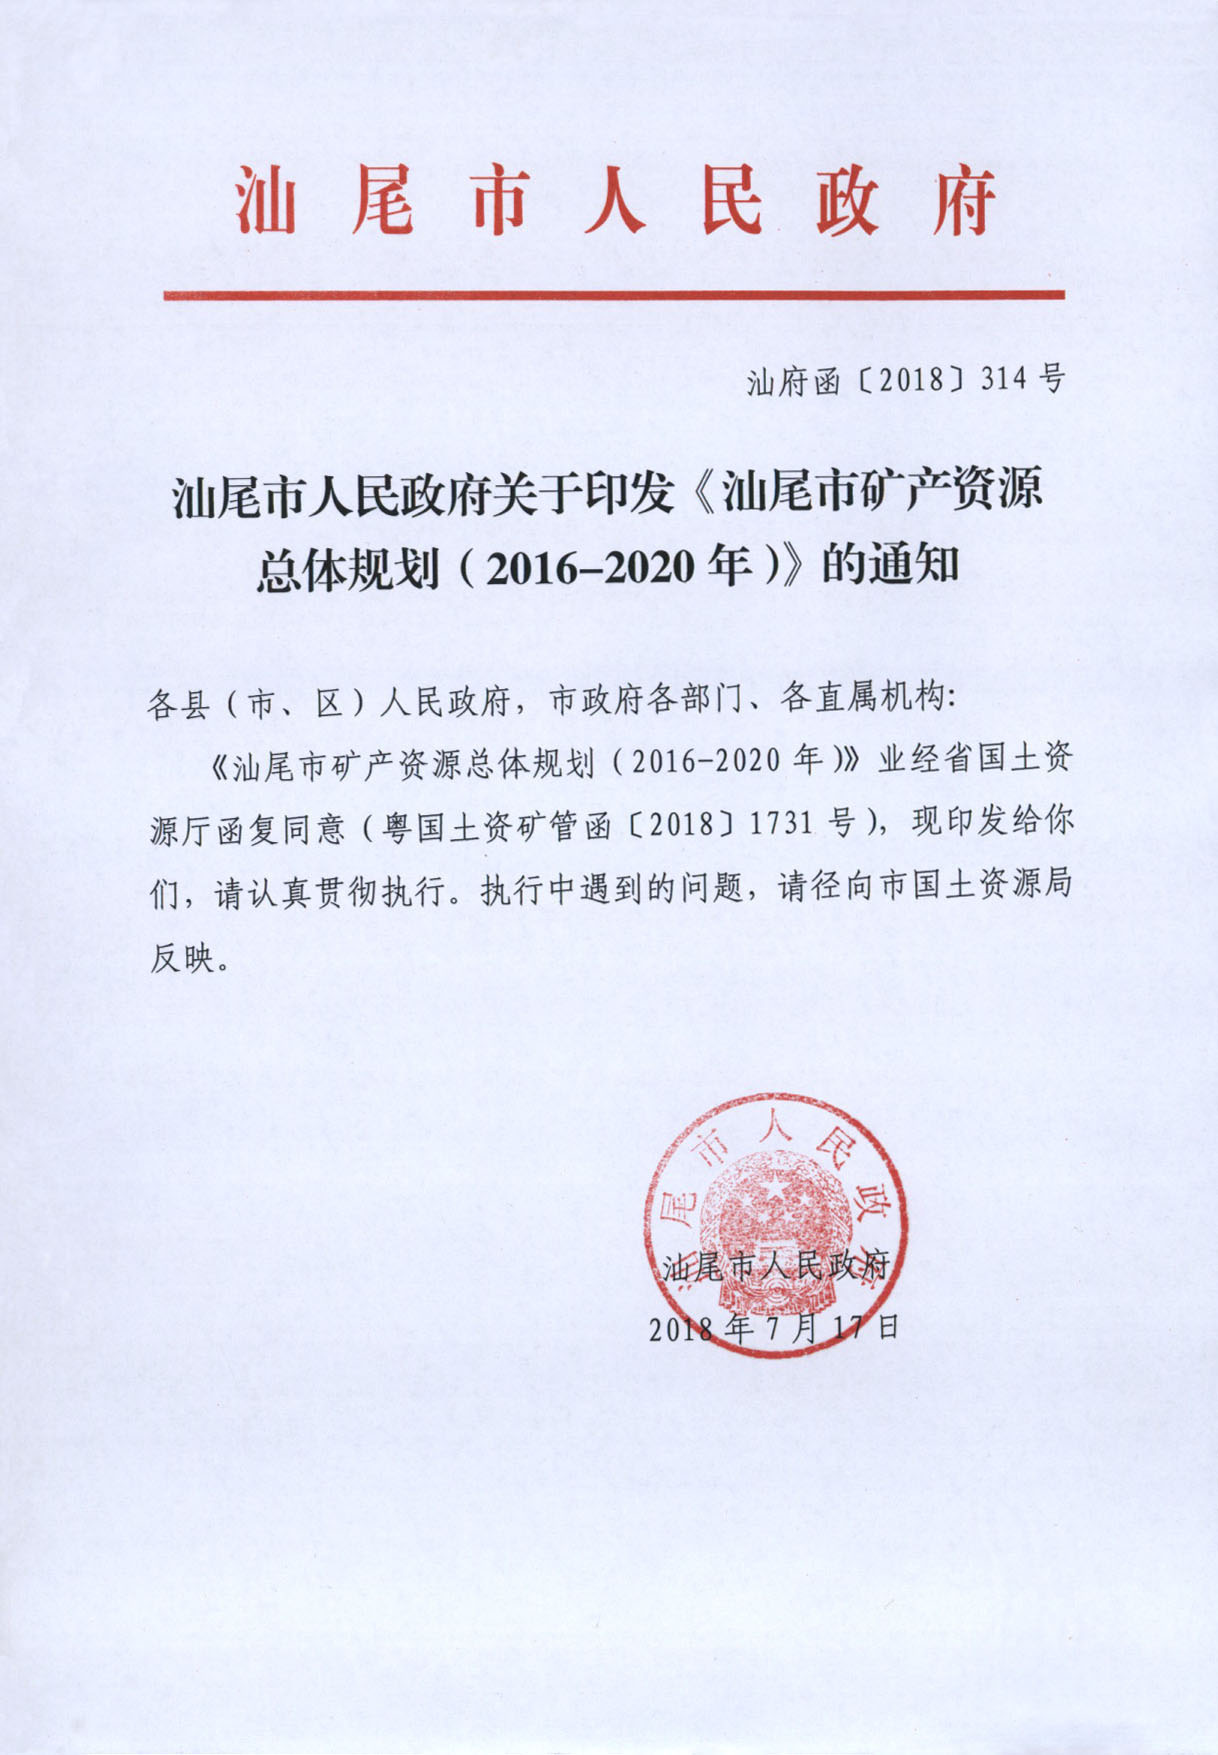 汕尾市人民政府
汕府函〔2018〕314号
汕尾市人民政府关于印发《汕尾市矿产资源
总体规划（2016-2020年）》的通知
各县（市、区）人民政府，市政府各部门、各直属机构：
《汕尾市矿产资源总体规划（2016-2020年）》业经省国土资
源厅函复同意（粤国土资矿管函〔2018〕1731号），现印发给你
们，请认真贯彻执行。执行中遇到的问题，请径向市国土资源局
反映。
汕尾市人民政府
汕尾市人民政府
2018年7月17日